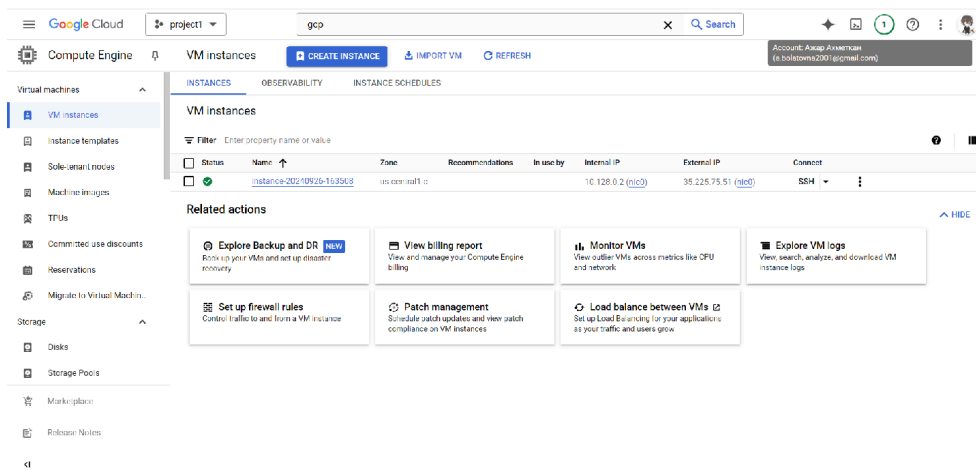 Google Cloud
project1
gcp
Search
1
Account: Ажар Ахметкан
(a.bolatovna2001@gmail.com)
Compute Engine
VM instances
CREATE INSTANCE
IMPORT VM
REFRESH
Virtual machines
VM instances
Instance templates
Sole-tenant nodes
Machine images
TPUs
Committed use discounts
Reservations
Migrate to Virtual Machin...
Storage
Disks
Storage Pools
Marketplace
Release Notes
INSTANCES OBSERVABILITY INSTANCE SCHEDULES
VM instances
Filter Enter property name or value
Status Name Zone Recommendations In use by Internal IP External IP Connect
instance-20240926-163508 us-central1-c 10.128.0.2 (nic0) 35.225.75.51 (nic0) SSH
Related actions
HIDE
Explore Backup and DR NEW
Back up your VMs and set up disaster
recovery
View billing report
View and manage your Compute Engine
billing
Monitor VMs
View outlier VMs across metrics like CPU
and network
Explore VM logs
View, search, analyze, and download VM
instance logs
Set up firewall rules
Control traffic to and from a VM instance
Patch management
Schedule patch updates and view patch
compliance on VM instances
Load balance between VMs
Set up Load Balancing for your applications
as your traffic and users grow